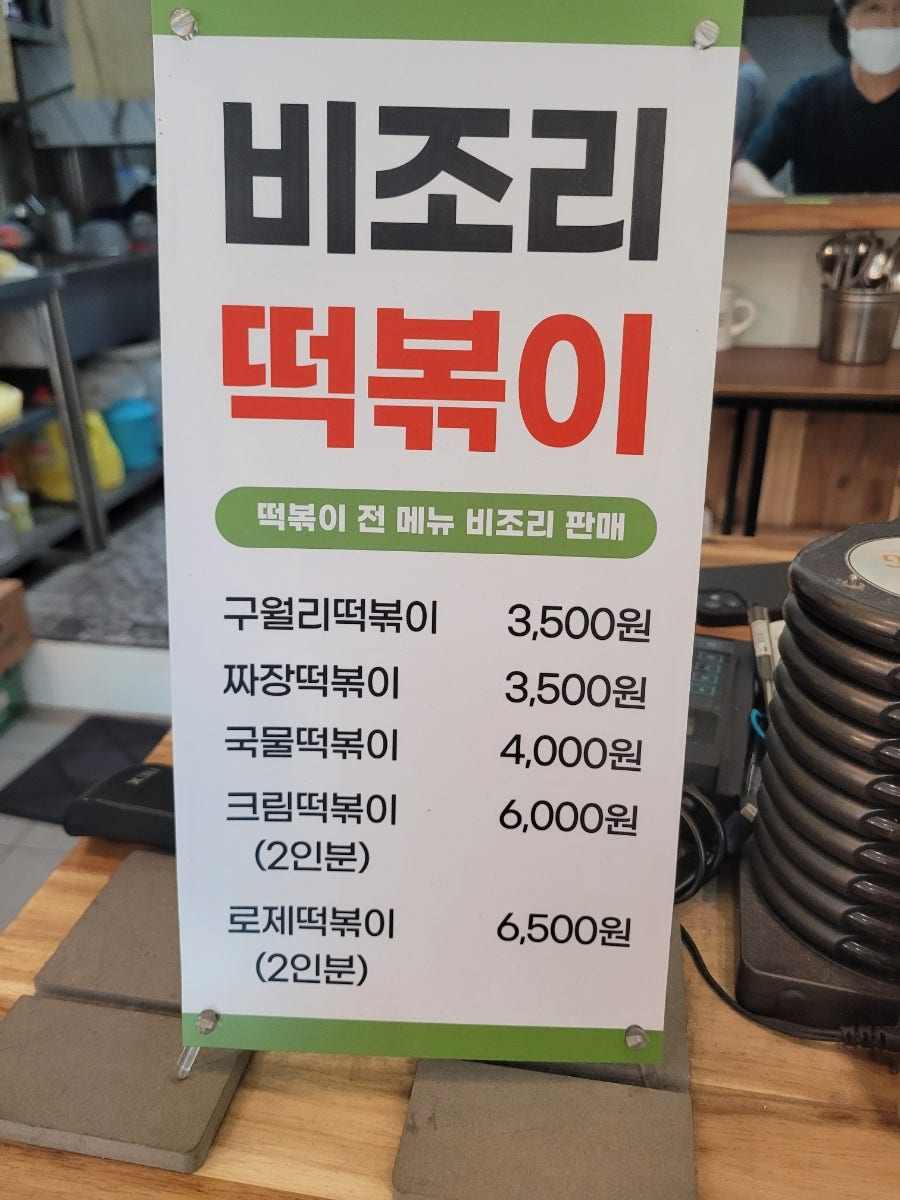 비조리
떡볶이
떡볶이 전 메뉴 비조리 판매
구월리떡볶이 3,500원
짜장떡볶이 3,500원
국물떡볶이 4,000원
크림떡볶이 6,000원
(2인분)
로제떡볶이 6,500원
(2인분)